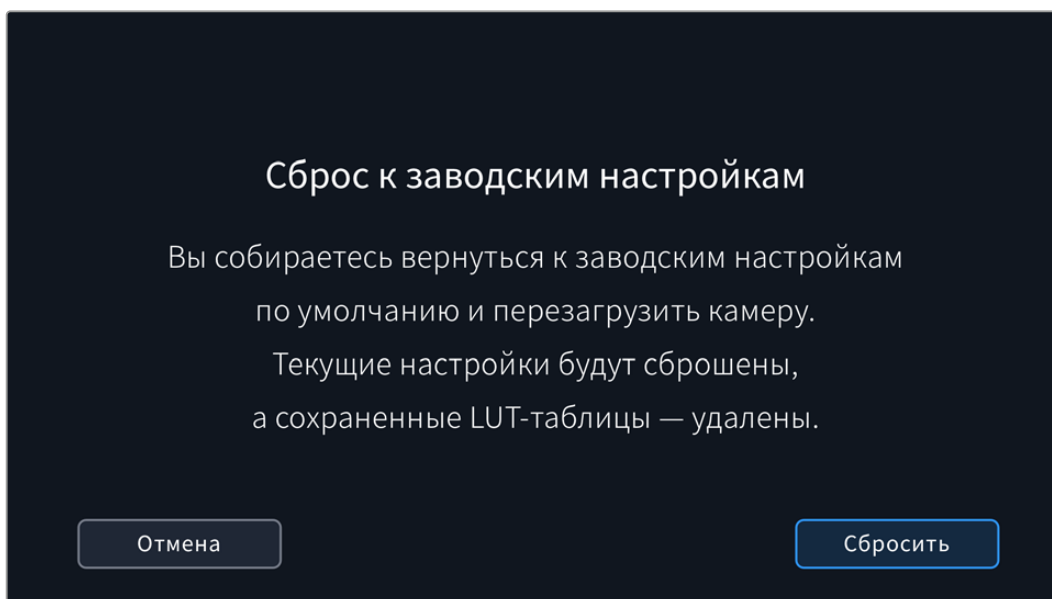 Сброс к заводским настройкам
Вы собираетесь вернуться к заводским настройкам
по умолчанию и перезагрузить камеру.
Текущие настройки будут сброшены,
а сохраненные LUT-таблицы — удалены.
Отмена
Сбросить